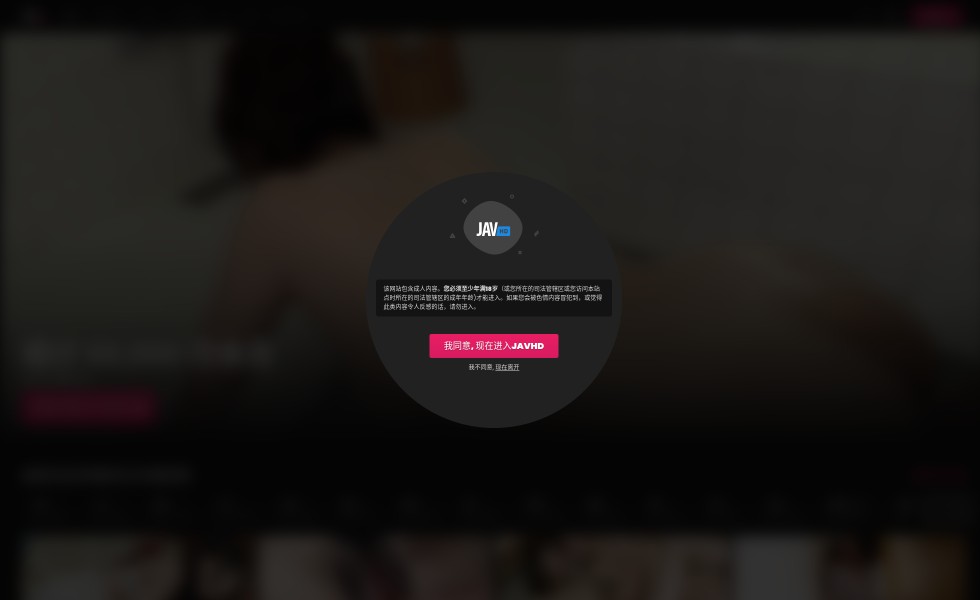 JAV HD
该网站包含成人内容。您必须至少年满18岁（或您所在的司法管辖区或您访问本站
点时所在的司法管辖区的成年年龄)才能进入。如果您会被色情内容冒犯到，或觉得
此类内容令人反感的话，请勿进入。
我同意, 现在进入JAVHD
我不同意, 现在离开